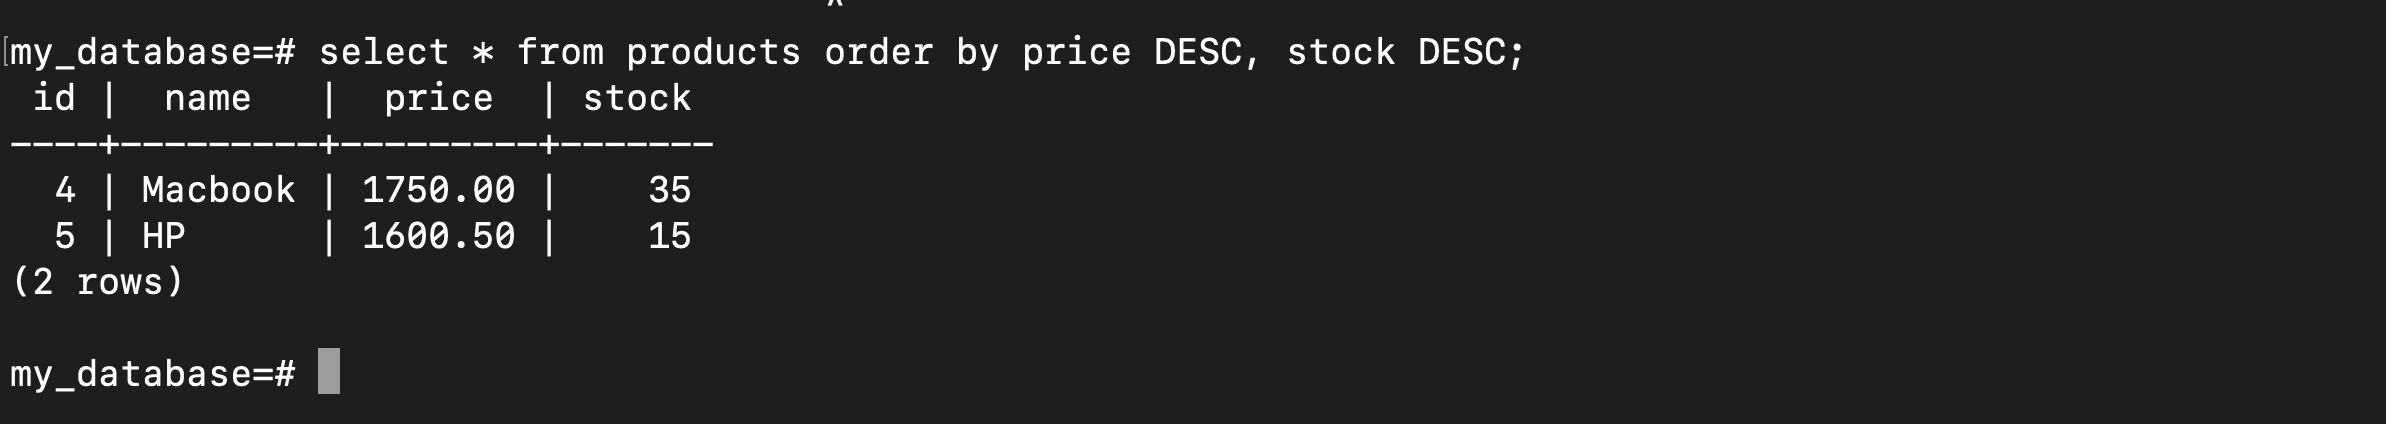 ^
my_database=# select * from products order by price DESC, stock DESC;
 id |  name   |  price  | stock
----+---------+---------+-------
  4 | Macbook | 1750.00 |    35
  5 | HP      | 1600.50 |    15
(2 rows)
my_database=#